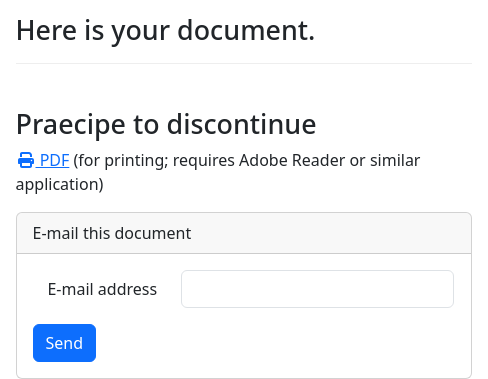 Here is your document.
Praecipe to discontinue
PDF (for printing; requires Adobe Reader or similar
application)
E-mail this document
E-mail address
Send